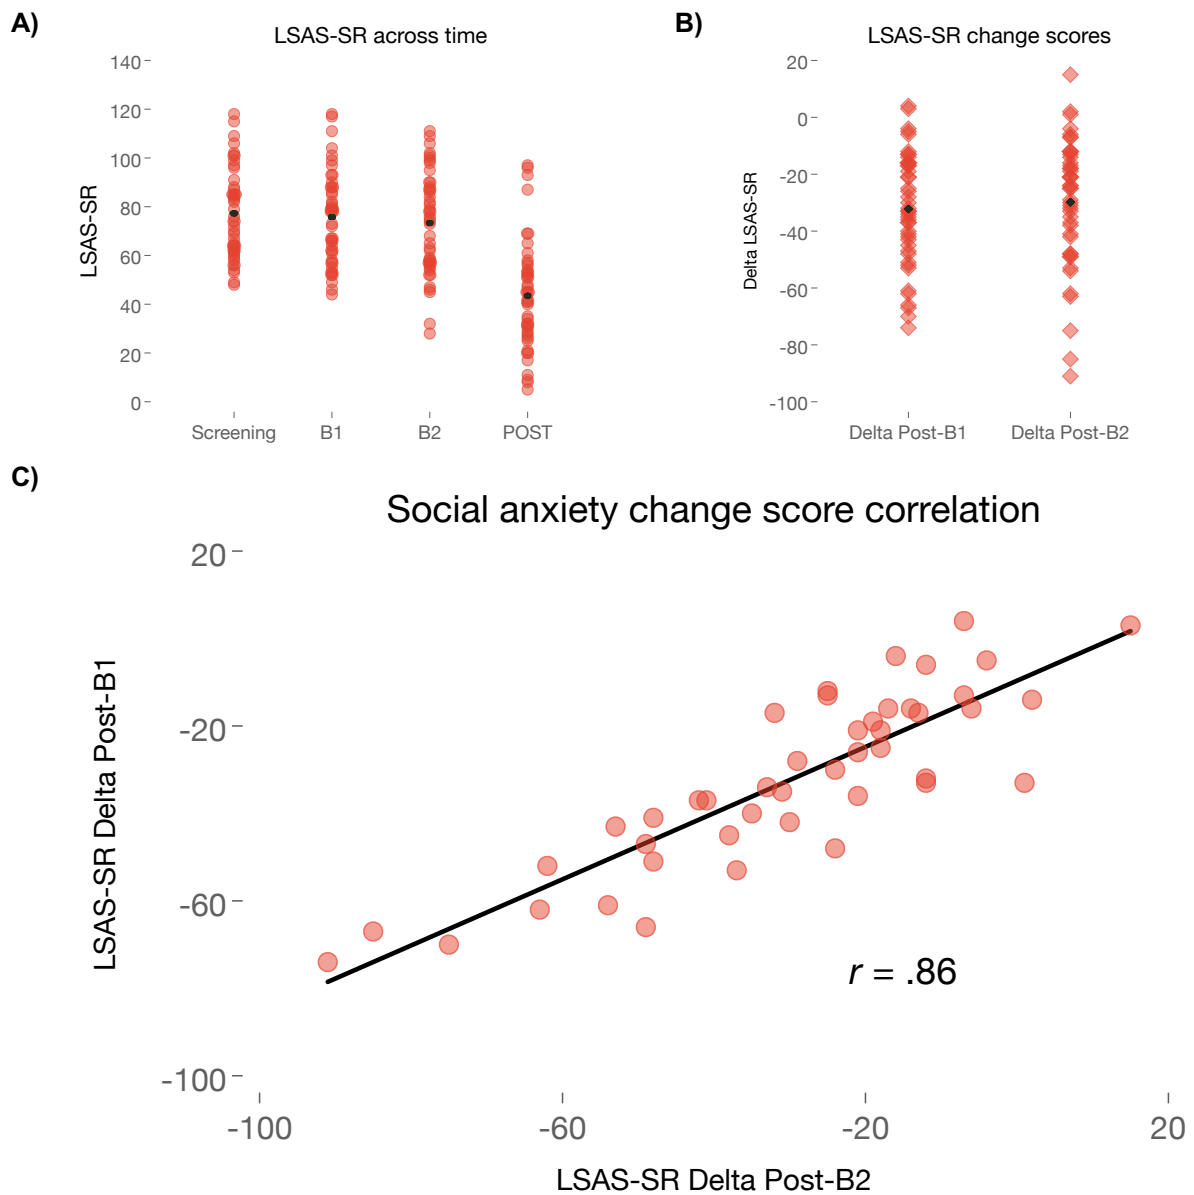 A)
LSAS-SR across time
LSAS-SR
140
120
100
80
60
40
20
0
Screening
B1
B2
POST
B)
LSAS-SR change scores
Delta LSAS-SR
20
0
-20
-40
-60
-80
-100
Delta Post-B1
Delta Post-B2
C)
Social anxiety change score correlation
LSAS-SR Delta Post-B1
20
-20
-60
-100
r = .86
-100
-60
-20
20
LSAS-SR Delta Post-B2